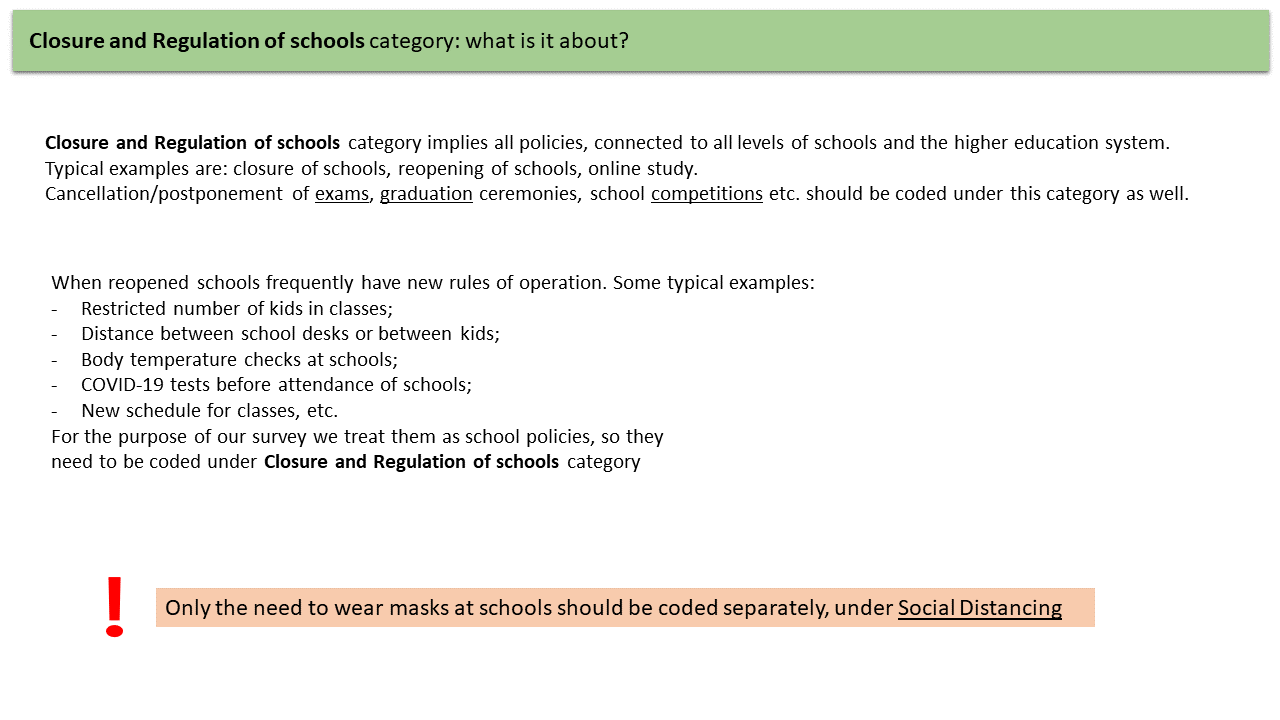 Closure and Regulation of schools category: what is it about?
Closure and Regulation of schools category implies all policies, connected to all levels of schools and the higher education system.
Typical examples are: closure of schools, reopening of schools, online study.
Cancellation/postponement of exams, graduation ceremonies, school competitions etc. should be coded under this category as well.
When reopened schools frequently have new rules of operation. Some typical examples:
- Restricted number of kids in classes;
- Distance between school desks or between kids;
- Body temperature checks at schools;
- COVID-19 tests before attendance of schools;
- New schedule for classes, etc.
For the purpose of our survey we treat them as school policies, so they
need to be coded under Closure and Regulation of schools category
! Only the need to wear masks at schools should be coded separately, under Social Distancing